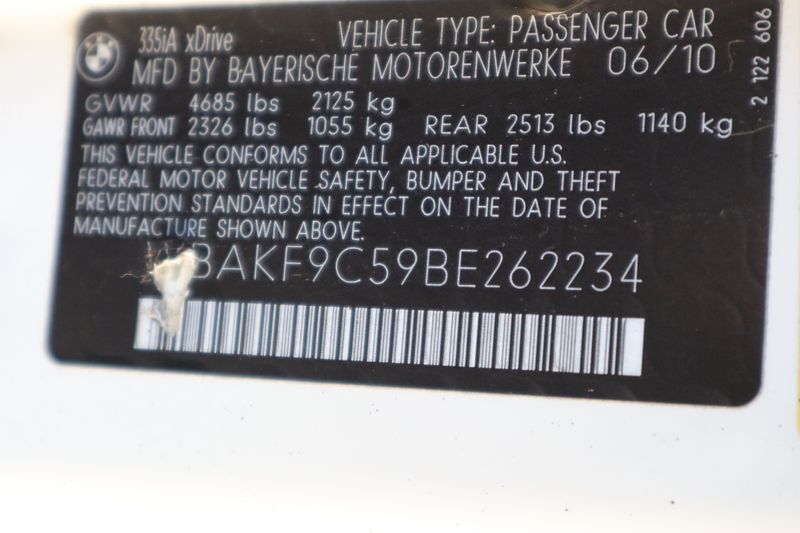 BMW
335iA xDrive VEHICLE TYPE: PASSENGER CAR
MFD BY BAYERISCHE MOTORENWERKE 06/10
GVWR 4685 lbs 2125 kg
GAWR FRONT 2326 lbs 1055 kg REAR 2513 lbs 1140 kg
THIS VEHICLE CONFORMS TO ALL APPLICABLE U.S.
FEDERAL MOTOR VEHICLE SAFETY, BUMPER AND THEFT
PREVENTION STANDARDS IN EFFECT ON THE DATE OF
MANUFACTURE SHOWN ABOVE.
BAKF9C59BE262234
2 122 606